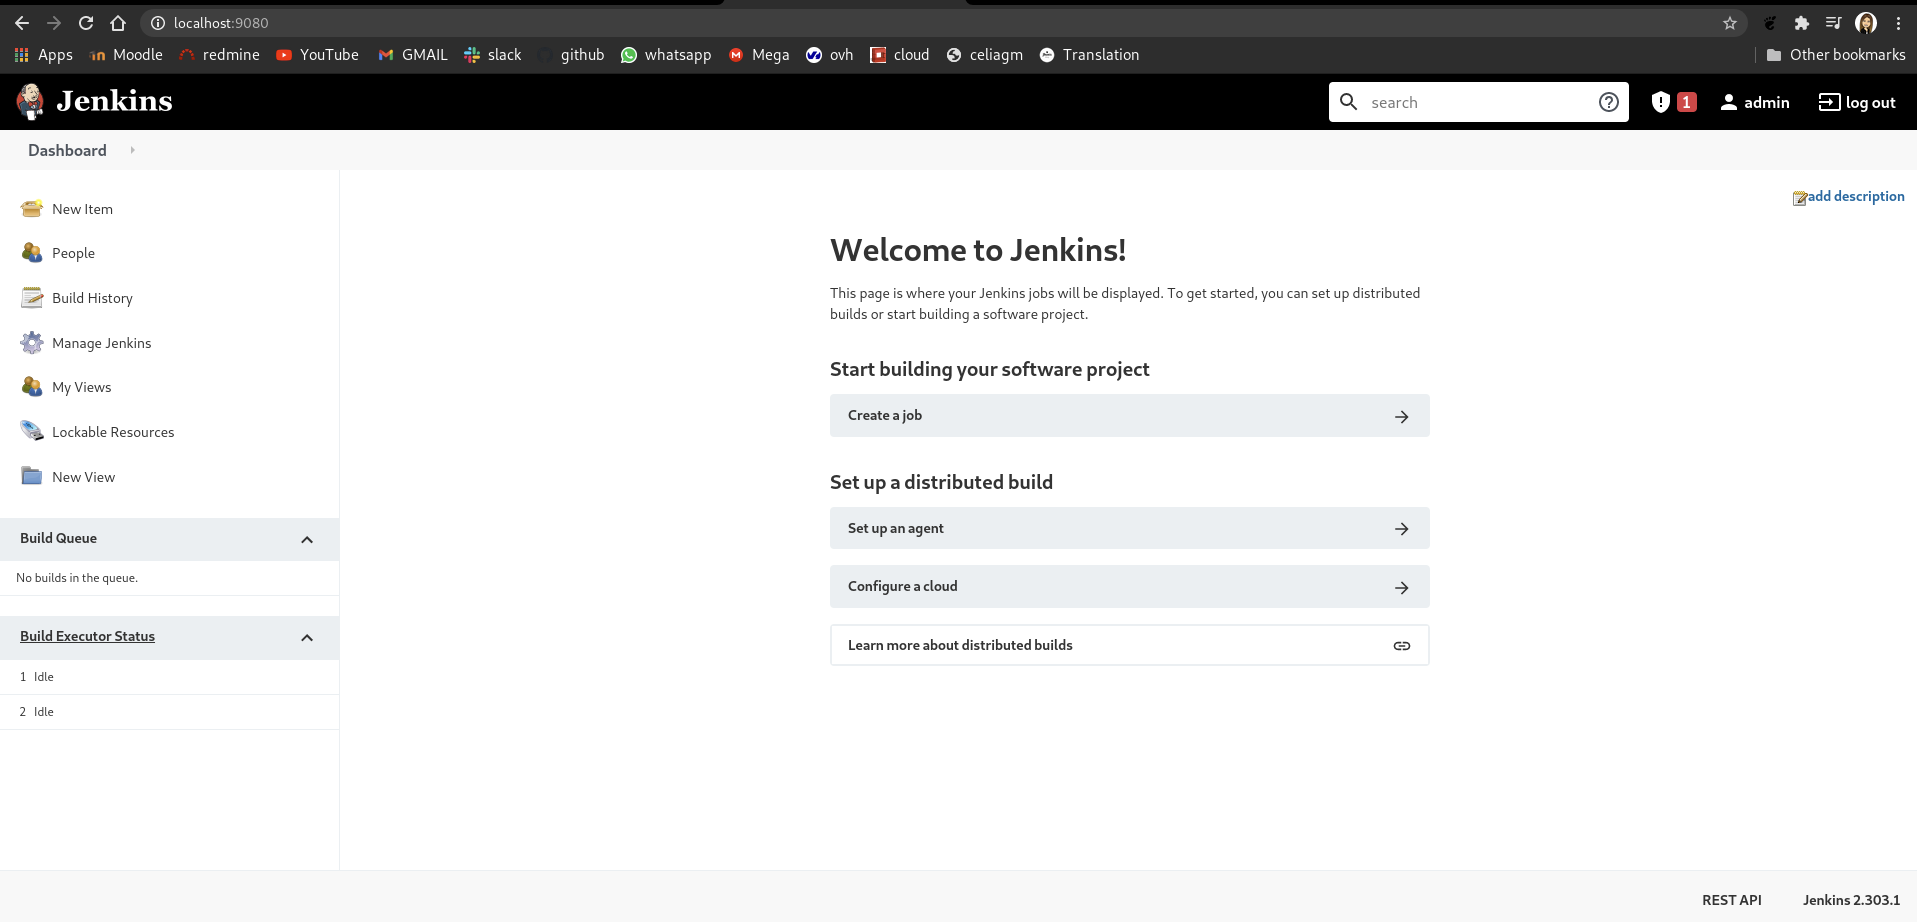 localhost:9080
Apps Moodle redmine YouTube GMAIL slack github whatsapp Mega ovh cloud celiagm Translation Other bookmarks
Jenkins search 1 admin log out
Dashboard
add description
New Item
People
Build History
Manage Jenkins
My Views
Lockable Resources
New View
Build Queue
No builds in the queue.
Build Executor Status
1 Idle
2 Idle
Welcome to Jenkins!
This page is where your Jenkins jobs will be displayed. To get started, you can set up distributed
builds or start building a software project.
Start building your software project
Create a job
Set up a distributed build
Set up an agent
Configure a cloud
Learn more about distributed builds
REST API Jenkins 2.303.1